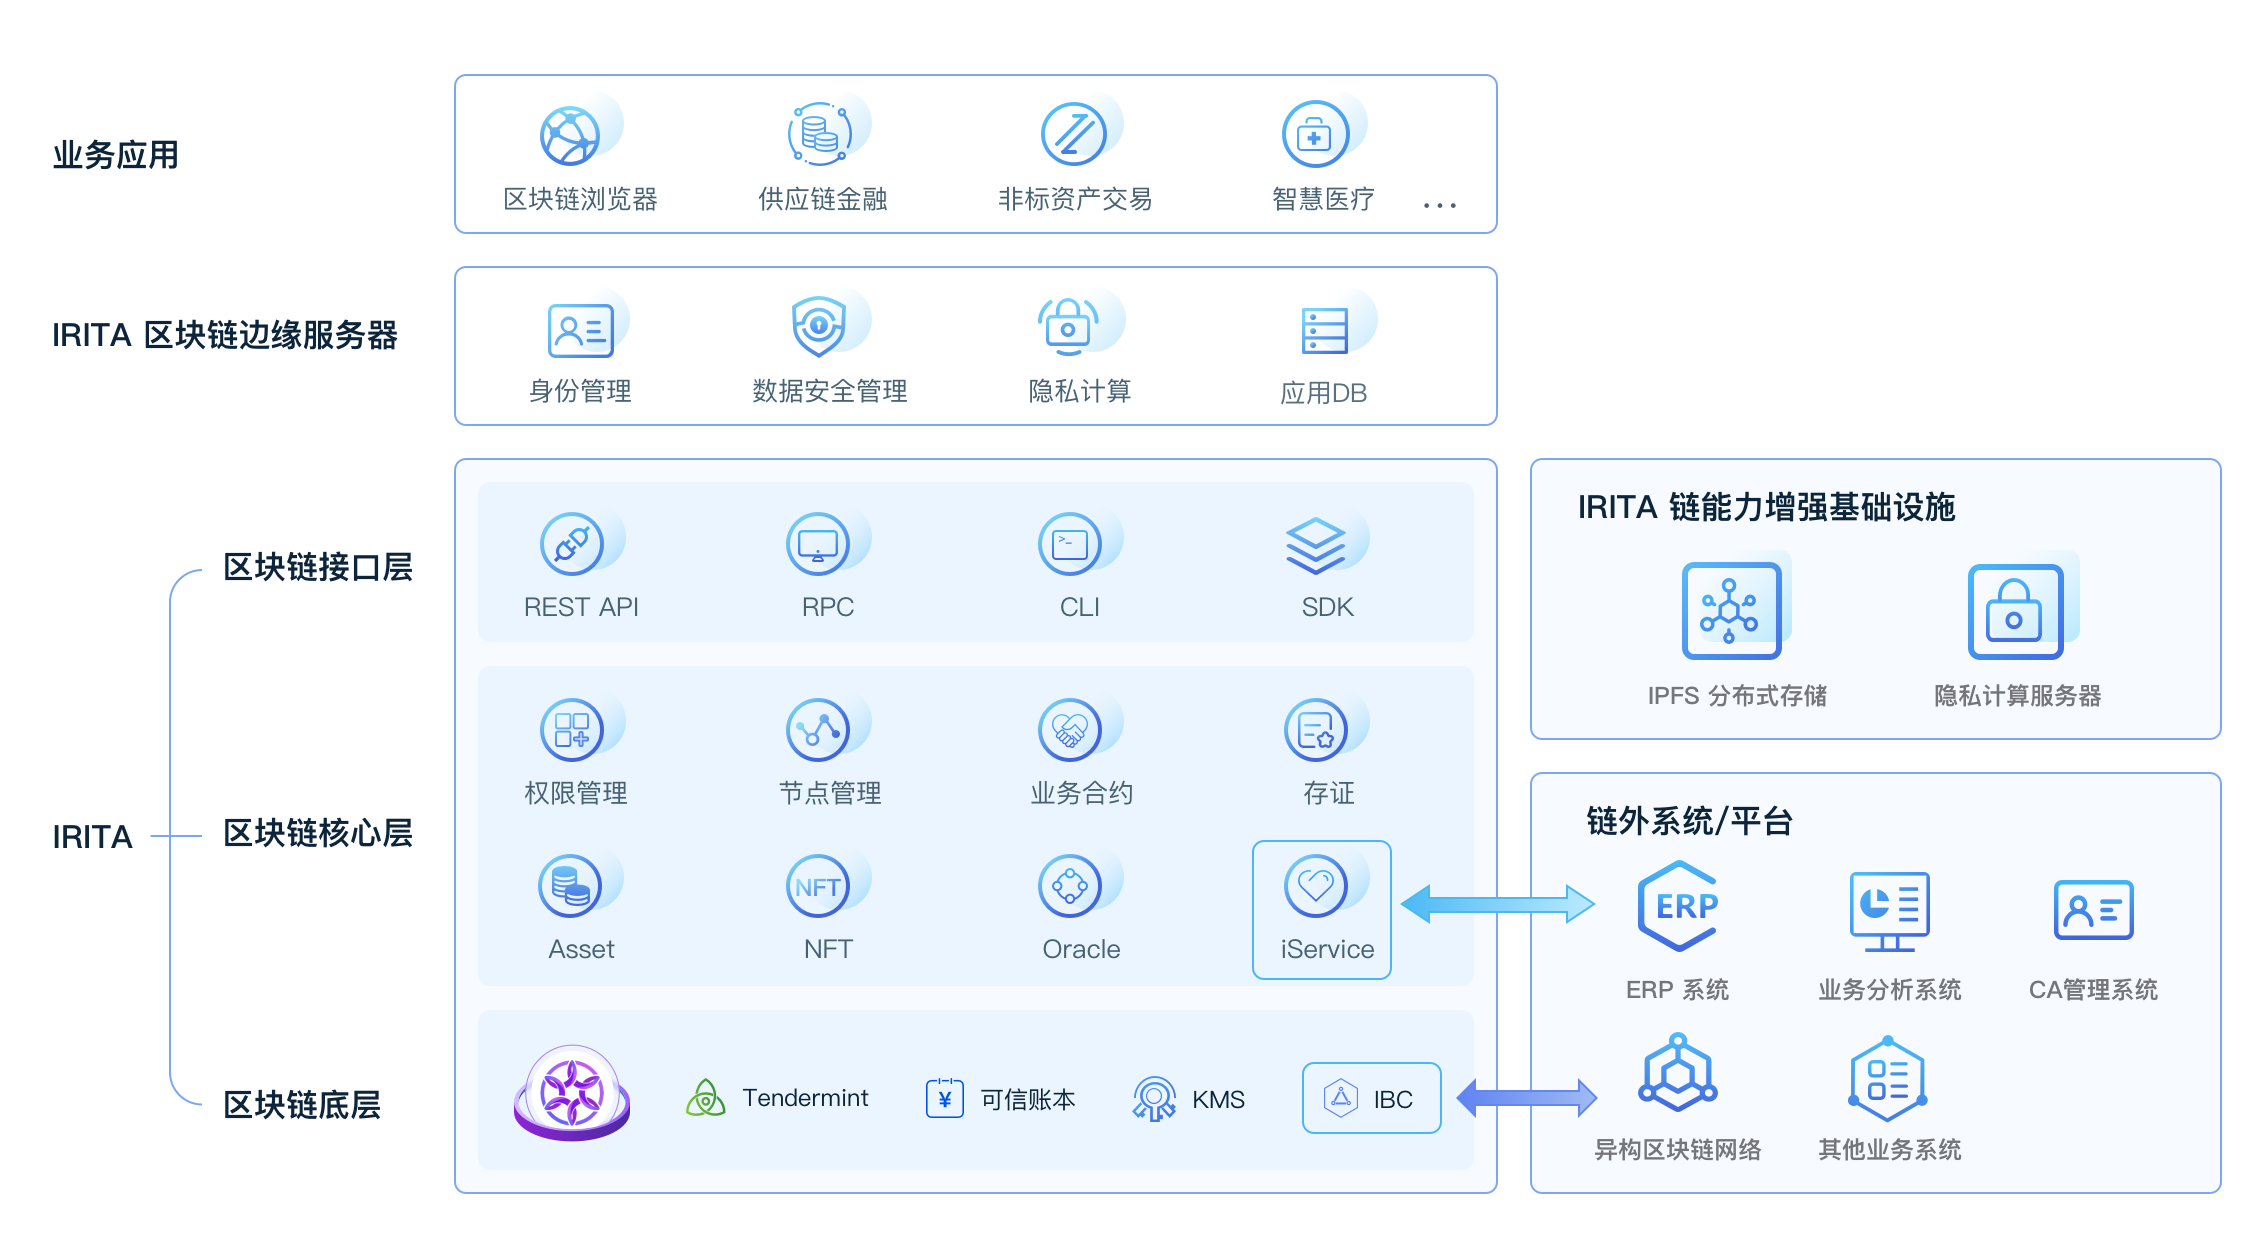 业务应用
区块链浏览器
供应链金融
非标资产交易
智慧医疗
...
IRITA 区块链边缘服务器
身份管理
数据安全管理
隐私计算
应用DB
IRITA
区块链接口层
REST API
RPC
>_
CLI
SDK
区块链核心层
权限管理
节点管理
业务合约
存证
Asset
NFT
NFT
Oracle
iService
区块链底层
Tendermint
¥
可信账本
KMS
IBC
IRITA 链能力增强基础设施
IPFS 分布式存储
隐私计算服务器
链外系统/平台
ERP
ERP 系统
业务分析系统
CA管理系统
异构区块链网络
其他业务系统